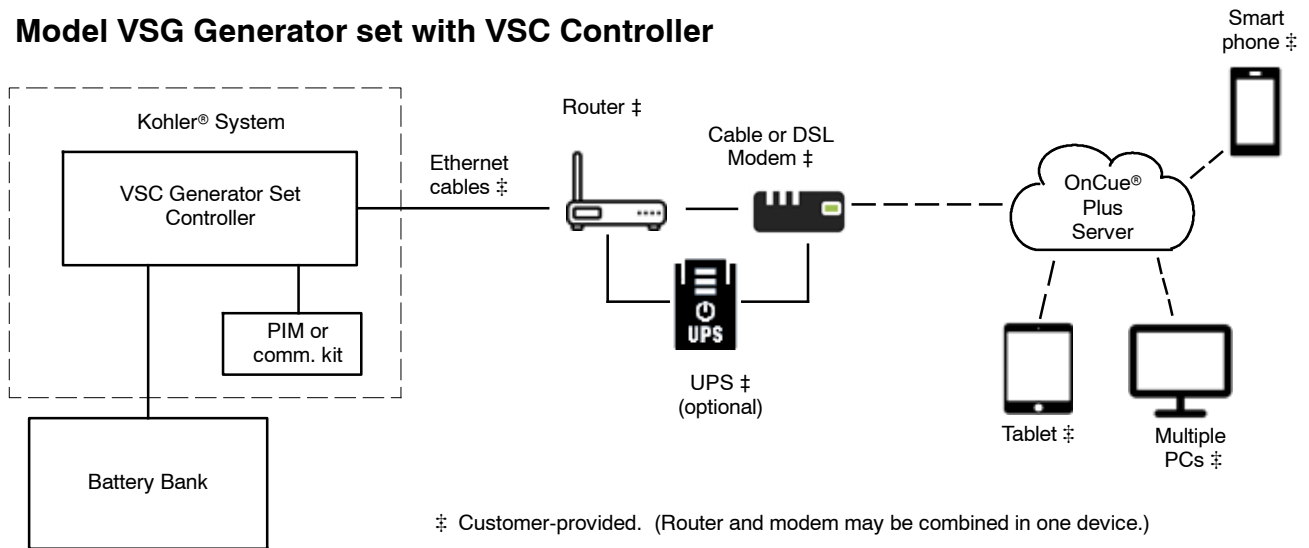 Model VSG Generator set with VSC Controller
Smart
phone ‡
Kohler® System
Router ‡
Cable or DSL
Modem ‡
Ethernet
cables ‡
VSC Generator Set
Controller
OnCue®
Plus
Server
PIM or
comm. kit
UPS
UPS ‡
(optional)
Tablet ‡
Multiple
PCs ‡
Battery Bank
‡ Customer-provided. (Router and modem may be combined in one device.)